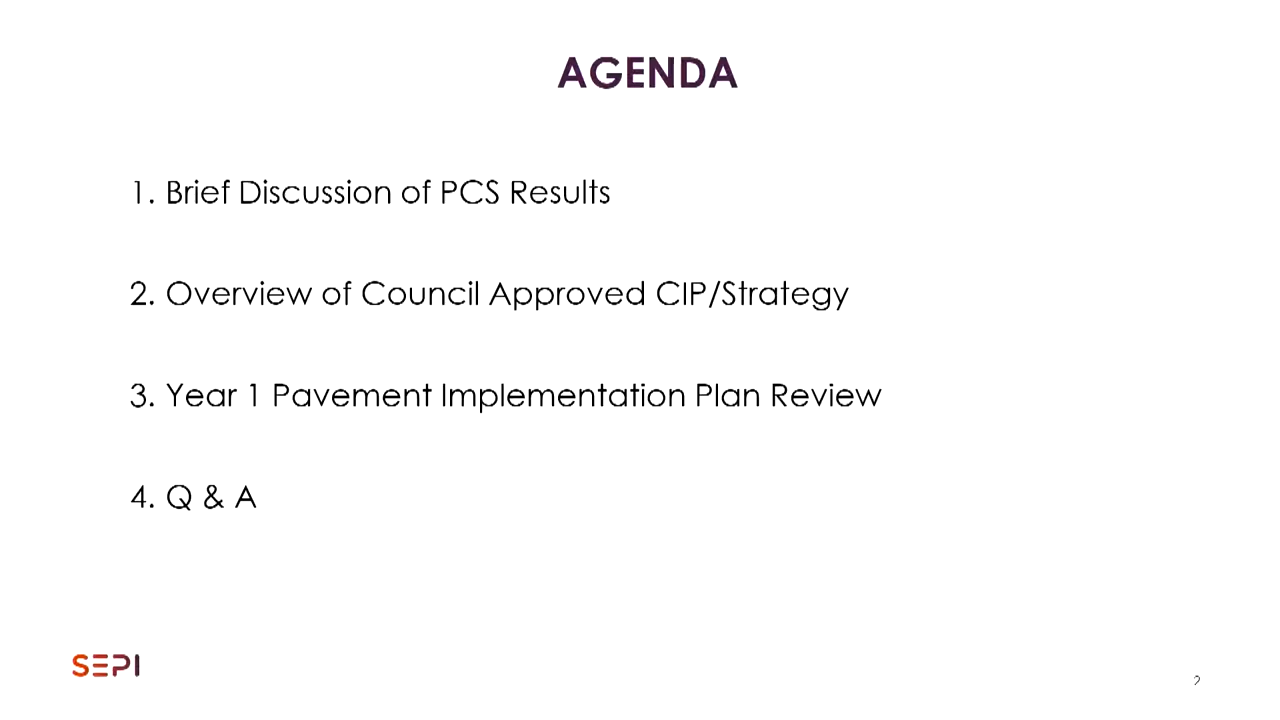 AGENDA
1. Brief Discussion of PCS Results
2. Overview of Council Approved CIP/Strategy
3. Year 1 Pavement Implementation Plan Review
4. Q & A
SEPI
2